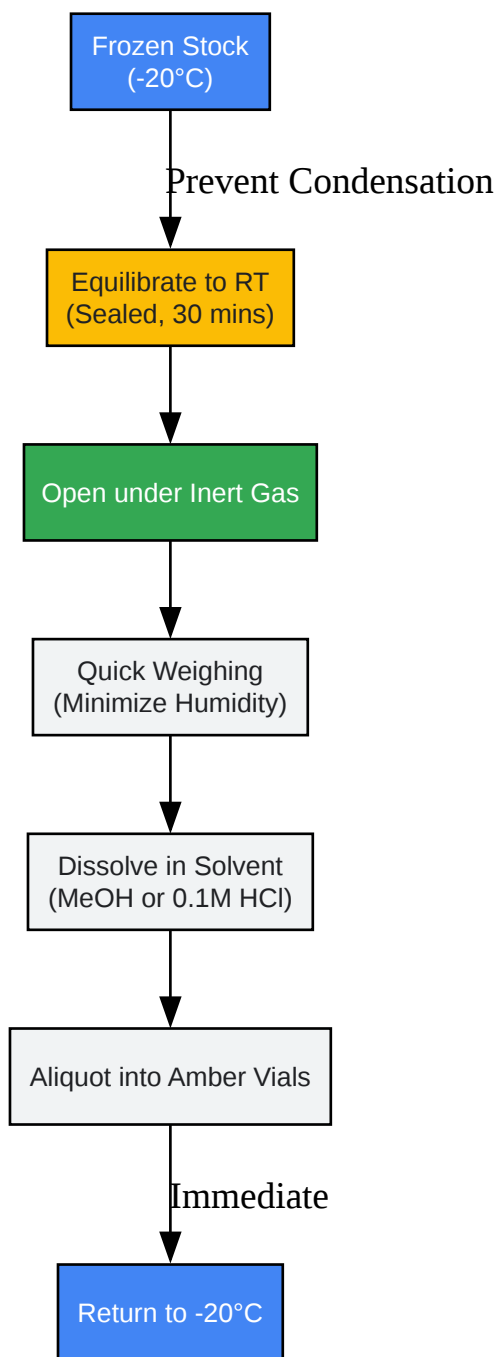 Frozen Stock
(-20°C)
Prevent Condensation
Equilibrate to RT
(Sealed, 30 mins)
Open under Inert Gas
Quick Weighing
(Minimize Humidity)
Dissolve in Solvent
(MeOH or 0.1M HCl)
Aliquot into Amber Vials
Immediate
Return to -20°C